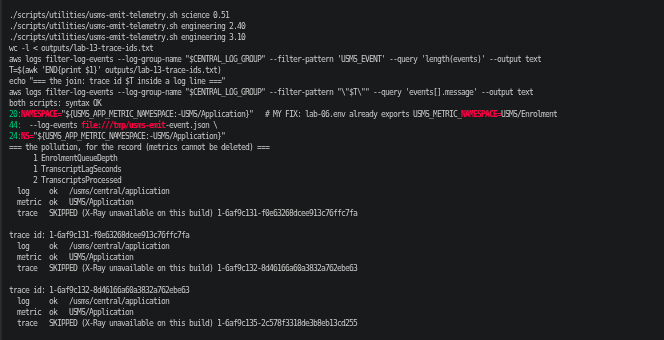 ./scripts/utilities/usms-emit-telemetry.sh science 0.51
./scripts/utilities/usms-emit-telemetry.sh engineering 2.40
./scripts/utilities/usms-emit-telemetry.sh engineering 3.10
wc -l < outputs/lab-13-trace-ids.txt
aws logs filter-log-events --log-group-name "$CENTRAL_LOG_GROUP" --filter-pattern 'USMS_EVENT' --query 'length(events)' --output text
T=$(awk 'END{print $1}' outputs/lab-13-trace-ids.txt)
echo "=== the join: trace id $T inside a log line ==="
aws logs filter-log-events --log-group-name "$CENTRAL_LOG_GROUP" --filter-pattern "\"$T\"" --query 'events[].message' --output text
both scripts: syntax OK
20:NAMESPACE="${USMS_APP_METRIC_NAMESPACE:-USMS/Application}"   # MY FIX: lab-06.env already exports USMS_METRIC_NAMESPACE=USMS/Enrolment
44:  --log-events file:///tmp/usms-emit-event.json \
24:NS="${USMS_APP_METRIC_NAMESPACE:-USMS/Application}"
=== the pollution, for the record (metrics cannot be deleted) ===
      1 EnrolmentQueueDepth
      1 TranscriptLagSeconds
      2 TranscriptsProcessed
  log     ok   /usms/central/application
  metric  ok   USMS/Application
  trace   SKIPPED (X-Ray unavailable on this build) 1-6af9c131-f0e63268dcee913c76ffc7fa

trace id: 1-6af9c131-f0e63268dcee913c76ffc7fa
  log     ok   /usms/central/application
  metric  ok   USMS/Application
  trace   SKIPPED (X-Ray unavailable on this build) 1-6af9c132-8d46166a60a3832a762ebe63

trace id: 1-6af9c132-8d46166a60a3832a762ebe63
  log     ok   /usms/central/application
  metric  ok   USMS/Application
  trace   SKIPPED (X-Ray unavailable on this build) 1-6af9c135-2c578f3318de3b8eb13cd255